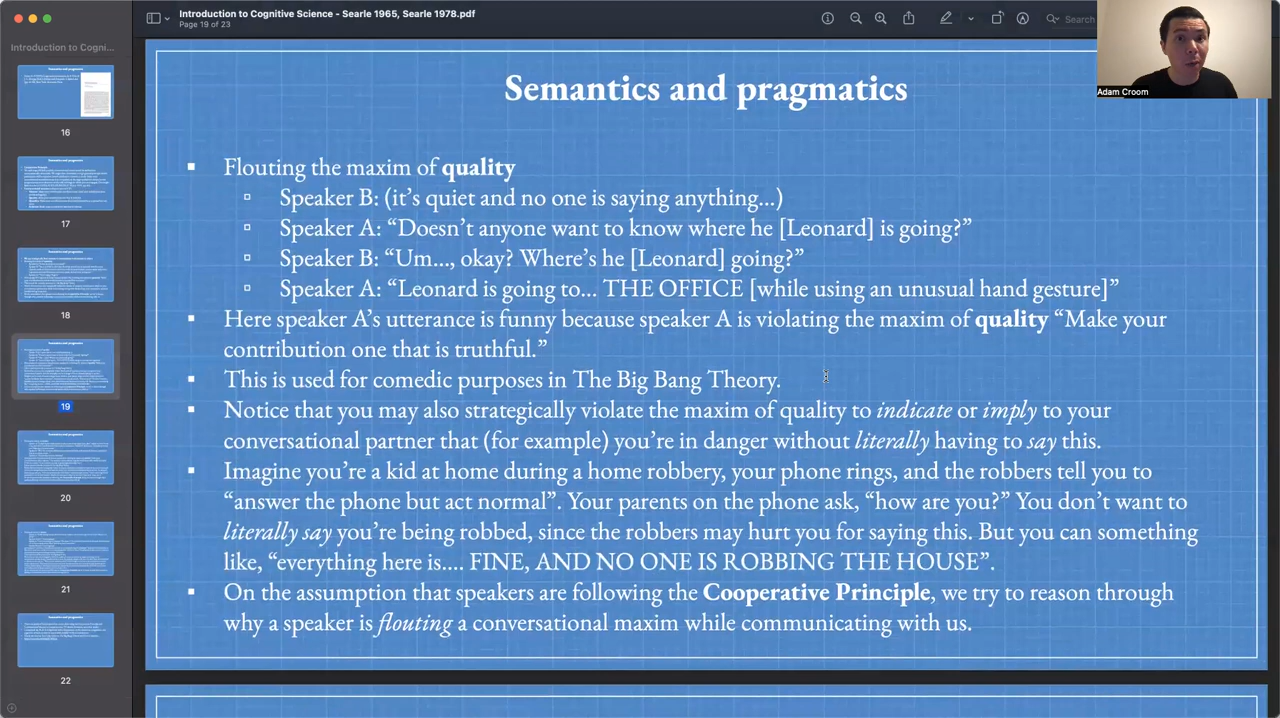 Introduction to Cognitive Science - Searle 1965, Searle 1978.pdf
Page 19 of 23
Search
Introduction to Cogni...
16
17
18
19
20
21
22
Adam Croom
Semantics and pragmatics
Flouting the maxim of quality
Speaker B: (it's quiet and no one is saying anything...)
Speaker A: “Doesn't anyone want to know where he [Leonard] is going?”
Speaker B: “Um..., okay? Where's he [Leonard] going?”
Speaker A: “Leonard is going to... THE OFFICE [while using an unusual hand gesture]”
Here speaker A's utterance is funny because speaker A is violating the maxim of quality “Make your
contribution one that is truthful.”
This is used for comedic purposes in The Big Bang Theory.
Notice that you may also strategically violate the maxim of quality to indicate or imply to your
conversational partner that (for example) you're in danger without literally having to say this.
Imagine you're a kid at home during a home robbery, your phone rings, and the robbers tell you to
“answer the phone but act normal”. Your parents on the phone ask, “how are you?” You don't want to
literally say you're being robbed, since the robbers may hurt you for saying this. But you can something
like, “everything here is.... FINE, AND NO ONE IS ROBBING THE HOUSE”.
On the assumption that speakers are following the Cooperative Principle, we try to reason through
why a speaker is flouting a conversational maxim while communicating with us.